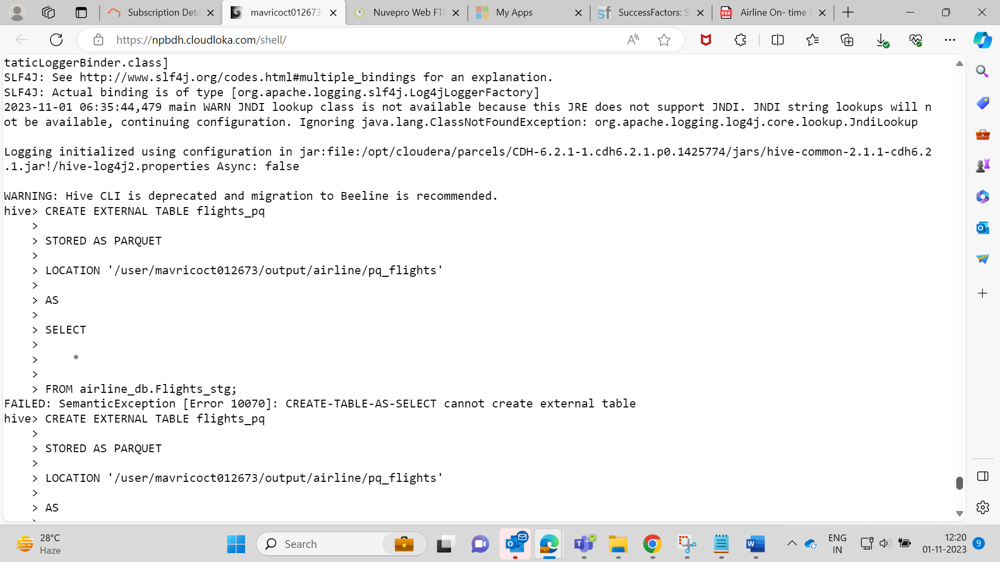 Subscription Deta
mavricoct012673
Nuvepro Web FTP
My Apps
SuccessFactors: S
Airline On- time
https://npbdh.cloudloka.com/shell/
taticLoggerBinder.class]
SLF4J: See http://www.slf4j.org/codes.html#multiple_bindings for an explanation.
SLF4J: Actual binding is of type [org.apache.logging.slf4j.Log4jLoggerFactory]
2023-11-01 06:35:44,479 main WARN JNDI lookup class is not available because this JRE does not support JNDI. JNDI string lookups will n
ot be available, continuing configuration. Ignoring java.lang.ClassNotFoundException: org.apache.logging.log4j.core.lookup.JndiLookup
Logging initialized using configuration in jar:file:/opt/cloudera/parcels/CDH-6.2.1-1.cdh6.2.1.p0.1425774/jars/hive-common-2.1.1-cdh6.2
.1.jar!/hive-log4j2.properties Async: false
WARNING: Hive CLI is deprecated and migration to Beeline is recommended.
hive> CREATE EXTERNAL TABLE flights_pq
>
> STORED AS PARQUET
>
> LOCATION '/user/mavricoct012673/output/airline/pq_flights'
>
> AS
>
> SELECT
>
> *
>
> FROM airline_db.Flights_stg;
FAILED: SemanticException [Error 10070]: CREATE-TABLE-AS-SELECT cannot create external table
hive> CREATE EXTERNAL TABLE flights_pq
>
> STORED AS PARQUET
>
> LOCATION '/user/mavricoct012673/output/airline/pq_flights'
>
> AS
28°C
Haze
Search
ENG
IN
12:20
01-11-2023
9